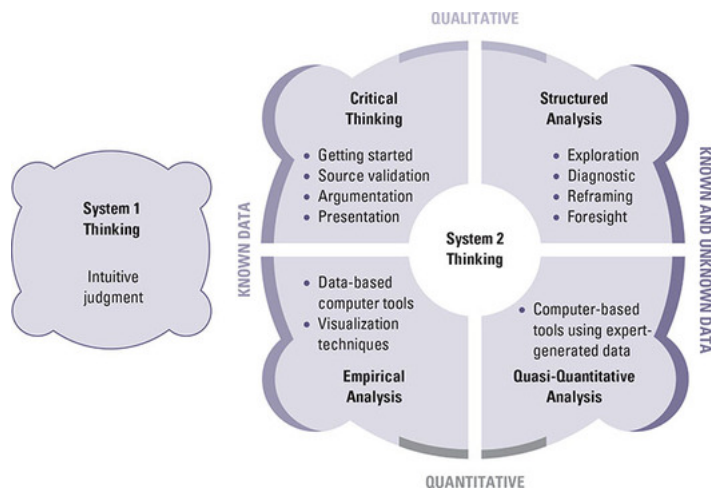 QUALITATIVE
System 1
Thinking
Intuitive
judgment
KNOWN DATA
Critical
Thinking
• Getting started
• Source validation
• Argumentation
• Presentation
Structured
Analysis
• Exploration
• Diagnostic
• Reframing
• Foresight
KNOWN AND UNKNOWN DATA
System 2
Thinking
• Data-based
computer tools
• Visualization
techniques
Empirical
Analysis
• Computer-based
tools using expert-
generated data
Quasi-Quantitative
Analysis
QUANTITATIVE